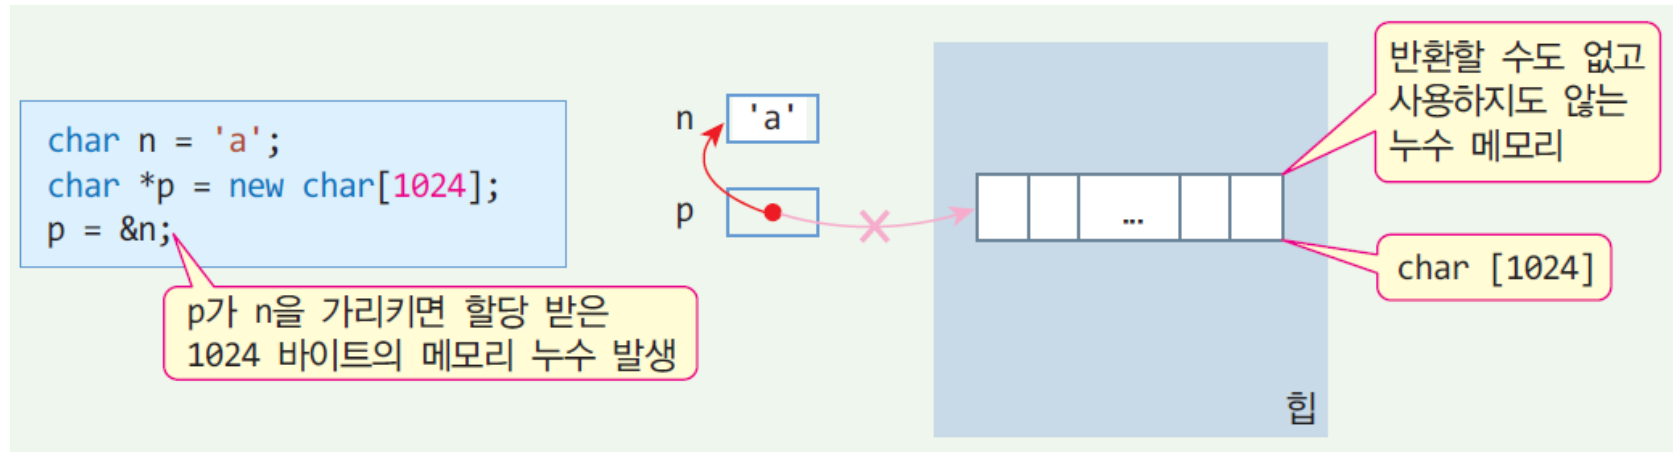 char n = 'a';
char *p = new char[1024];
p = &n;
p가 n을 가리키면 할당 받은
1024 바이트의 메모리 누수 발생
n
'a'
p
...
반환할 수도 없고
사용하지도 않는
누수 메모리
char [1024]
힙